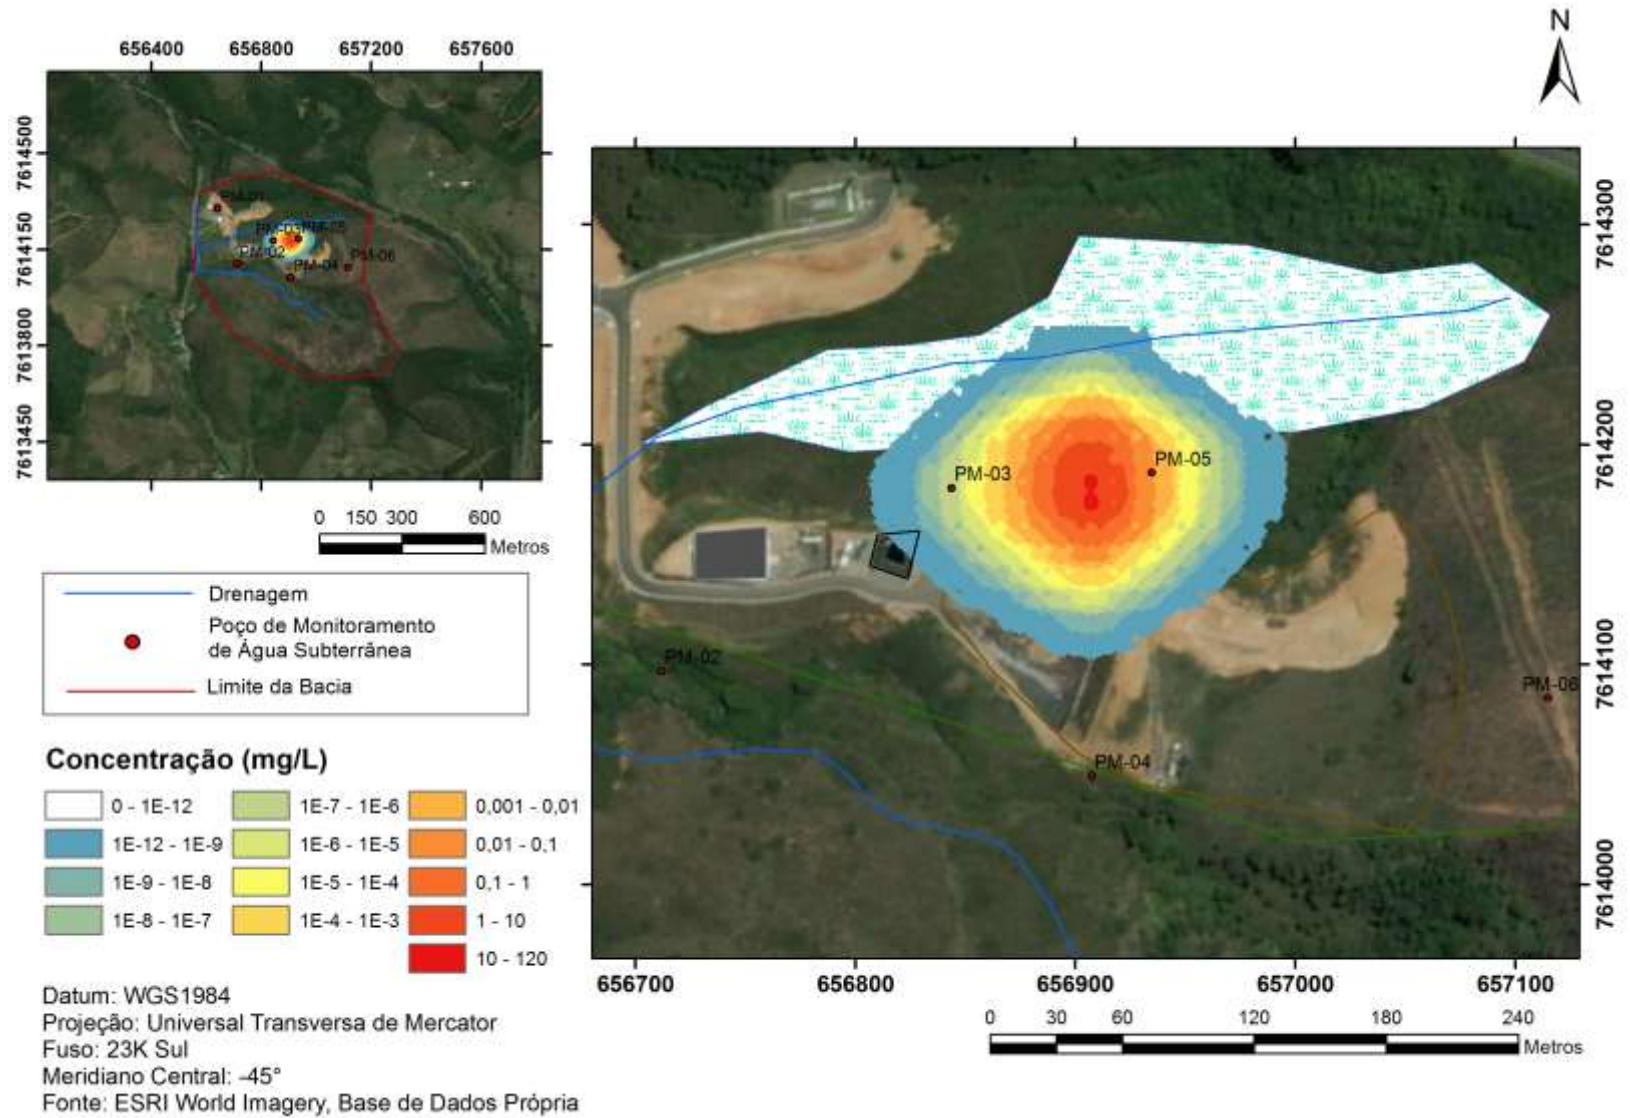 N
656400 656800 657200 657600
7614500
7614150
7613800
7613450
PM-01
PM-03 PM-05
PM-02
PM-04
PM-06
0 150 300 600
Metros
Drenagem
Poço de Monitoramento
de Água Subterrânea
Limite da Bacia
Concentração (mg/L)
0 - 1E-12
1E-12 - 1E-9
1E-9 - 1E-8
1E-8 - 1E-7
1E-7 - 1E-6
1E-6 - 1E-5
1E-5 - 1E-4
1E-4 - 1E-3
0,001 - 0,01
0,01 - 0,1
0,1 - 1
1 - 10
10 - 120
Datum: WGS1984
Projeção: Universal Transversa de Mercator
Fuso: 23K Sul
Meridiano Central: -45°
Fonte: ESRI World Imagery, Base de Dados Própria
PM-03
PM-05
PM-02
PM-06
PM-04
7614300
7614200
7614100
7614000
656700 656800 656900 657000 657100
0 30 60 120 180 240
Metros